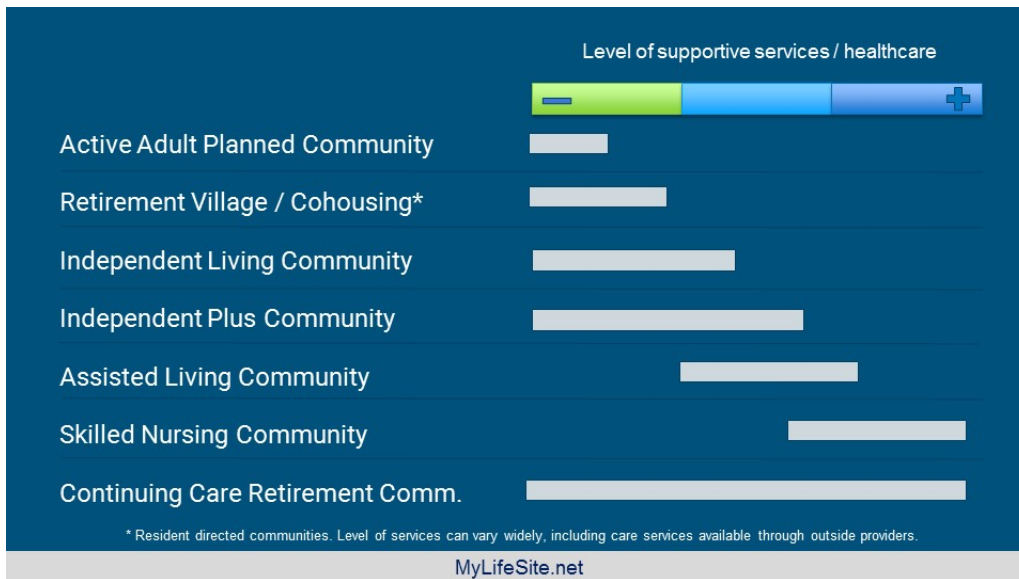 Level of supportive services / healthcare
Active Adult Planned Community
Retirement Village / Cohousing*
Independent Living Community
Independent Plus Community
Assisted Living Community
Skilled Nursing Community
Continuing Care Retirement Comm.
* Resident directed communities. Level of services can vary widely, including care services available through outside providers.
MyLifeSite.net